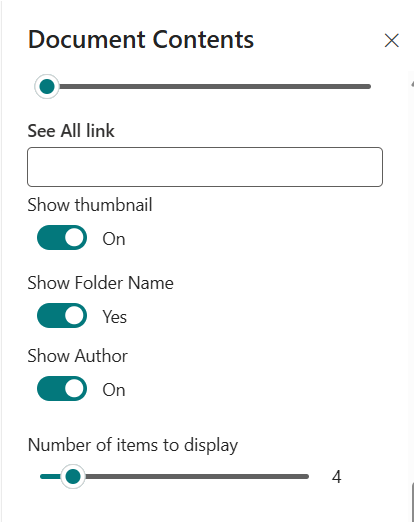 Document Contents
See All link
Show thumbnail
On
Show Folder Name
Yes
Show Author
On
Number of items to display
4